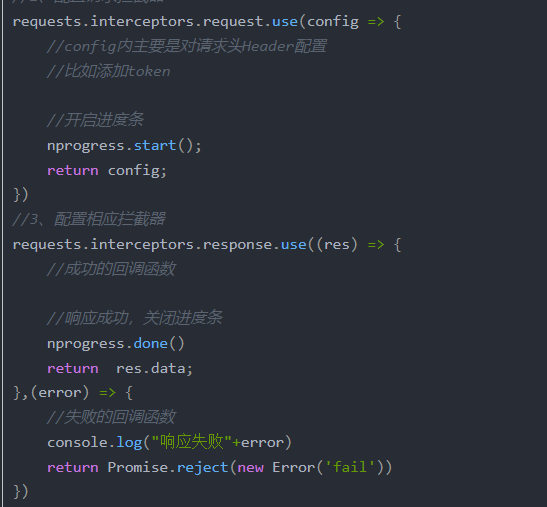 requests.interceptors.request.use(config => {
//config内主要是对请求头Header配置
//比如添加token
//开启进度条
nprogress.start();
return config;
})
//3、配置相应拦截器
requests.interceptors.response.use((res) => {
//成功的回调函数
//响应成功，关闭进度条
nprogress.done()
return  res.data;
},(error) => {
//失败的回调函数
console.log("响应失败"+error)
return Promise.reject(new Error('fail'))
})